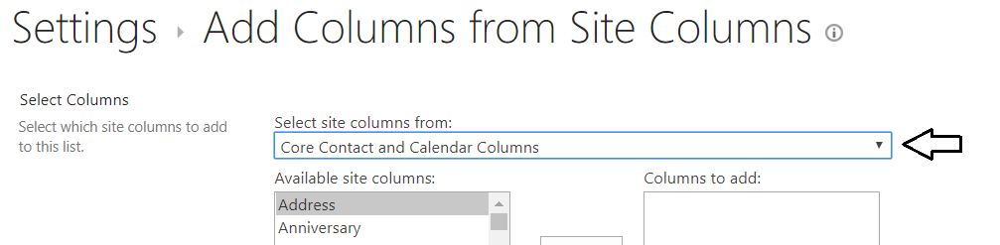 Settings ▸ Add Columns from Site Columns
Select Columns
Select which site columns to add
to this list.
Select site columns from:
Core Contact and Calendar Columns
Available site columns:
Address
Anniversary
Columns to add: